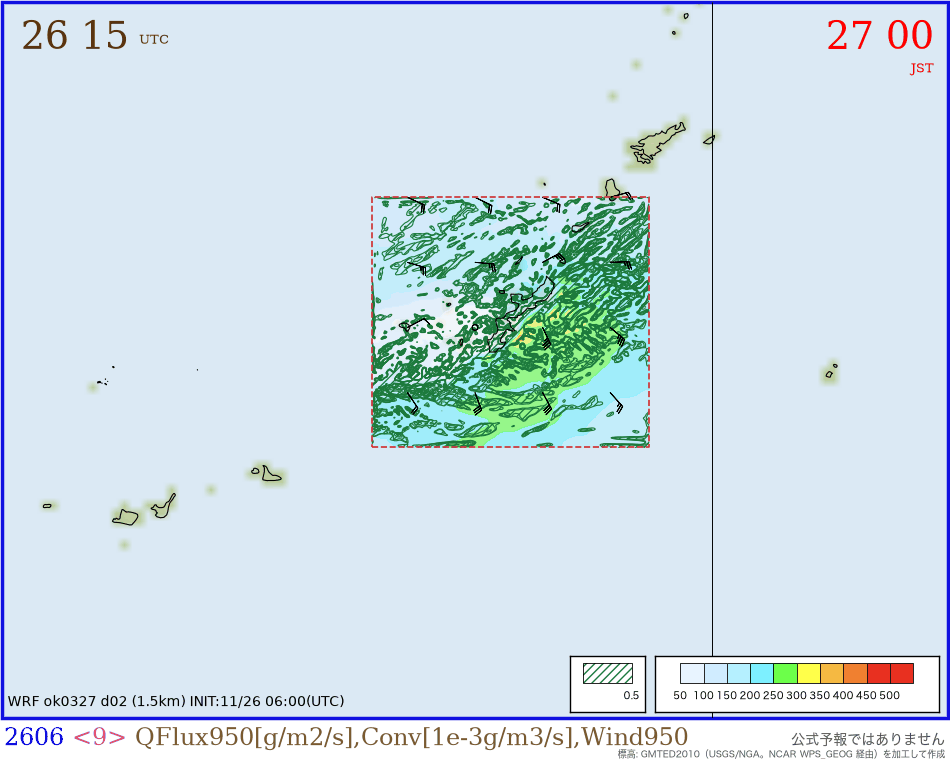 26 15 UTC
27 00
JST
0.5
50 100 150 200 250 300 350 400 450 500
WRF ok0327 d02 (1.5km) INIT:11/26 06:00(UTC)
2606 <9> QFlux950[g/m2/s],Conv[1e-3g/m3/s],Wind950
公式予報ではありません
標高: GMTED2010（USGS/NGA。NCAR WPS_GEOG 経由）を加工して作成